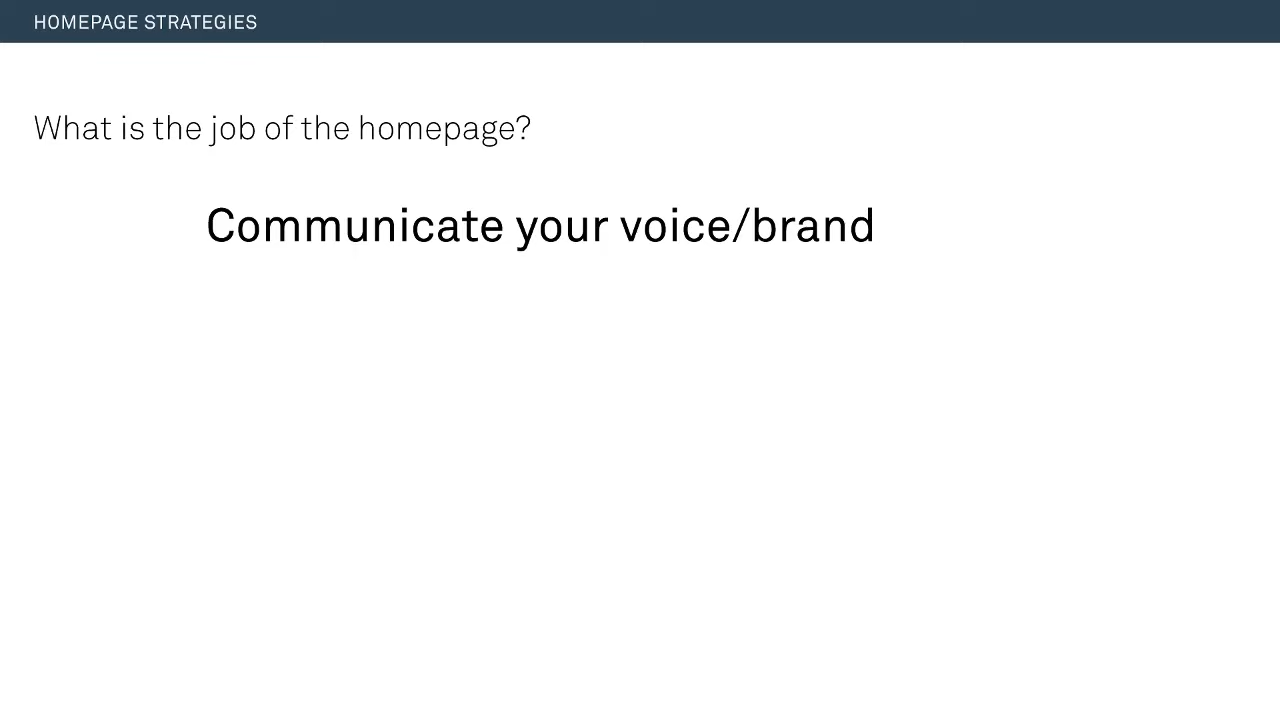 HOMEPAGE STRATEGIES
What is the job of the homepage?
Communicate your voice/brand